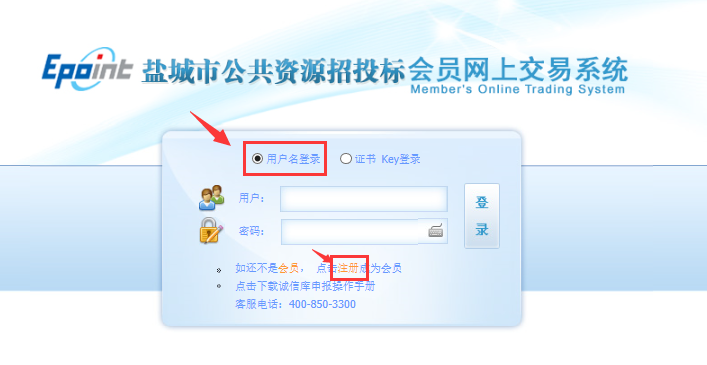 Epoint 盐城市公共资源招投标会员网上交易系统
Member's Online Trading System
用户名登录 证书 Key登录
用户：
密码：
登录
如还不是会员， 点击注册成为会员
点击下载诚信库申报操作手册
客服电话：400-850-3300